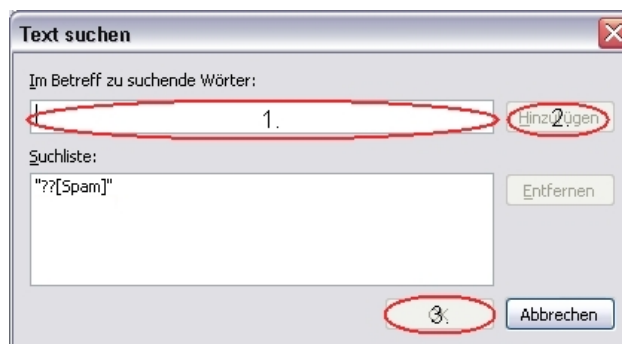 Text suchen
Im Betreff zu suchende Wörter:
1.
Hinzufügen
2.
Suchliste:
"??[Spam]"
Entfernen
3.
Abbrechen